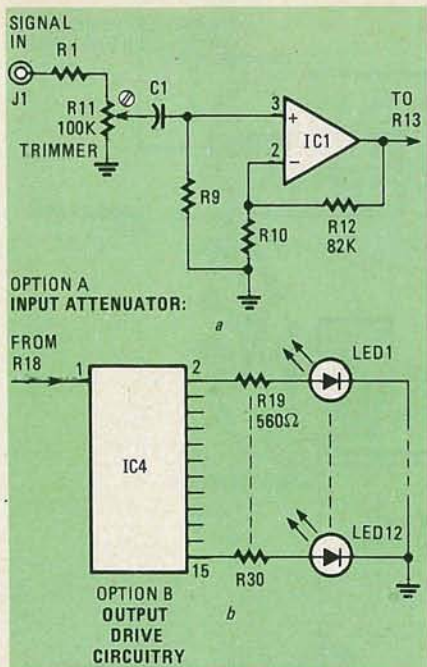 SIGNAL
IN
R1
J1
R11
100K
TRIMMER
C1
3
+
2
−
IC1
TO
R13
R9
R10
R12
82K
OPTION A
INPUT ATTENUATOR:
a
FROM
R18
1
2
IC4
15
R19
560Ω
LED1
R30
LED12
OPTION B
OUTPUT
DRIVE
CIRCUITRY
b